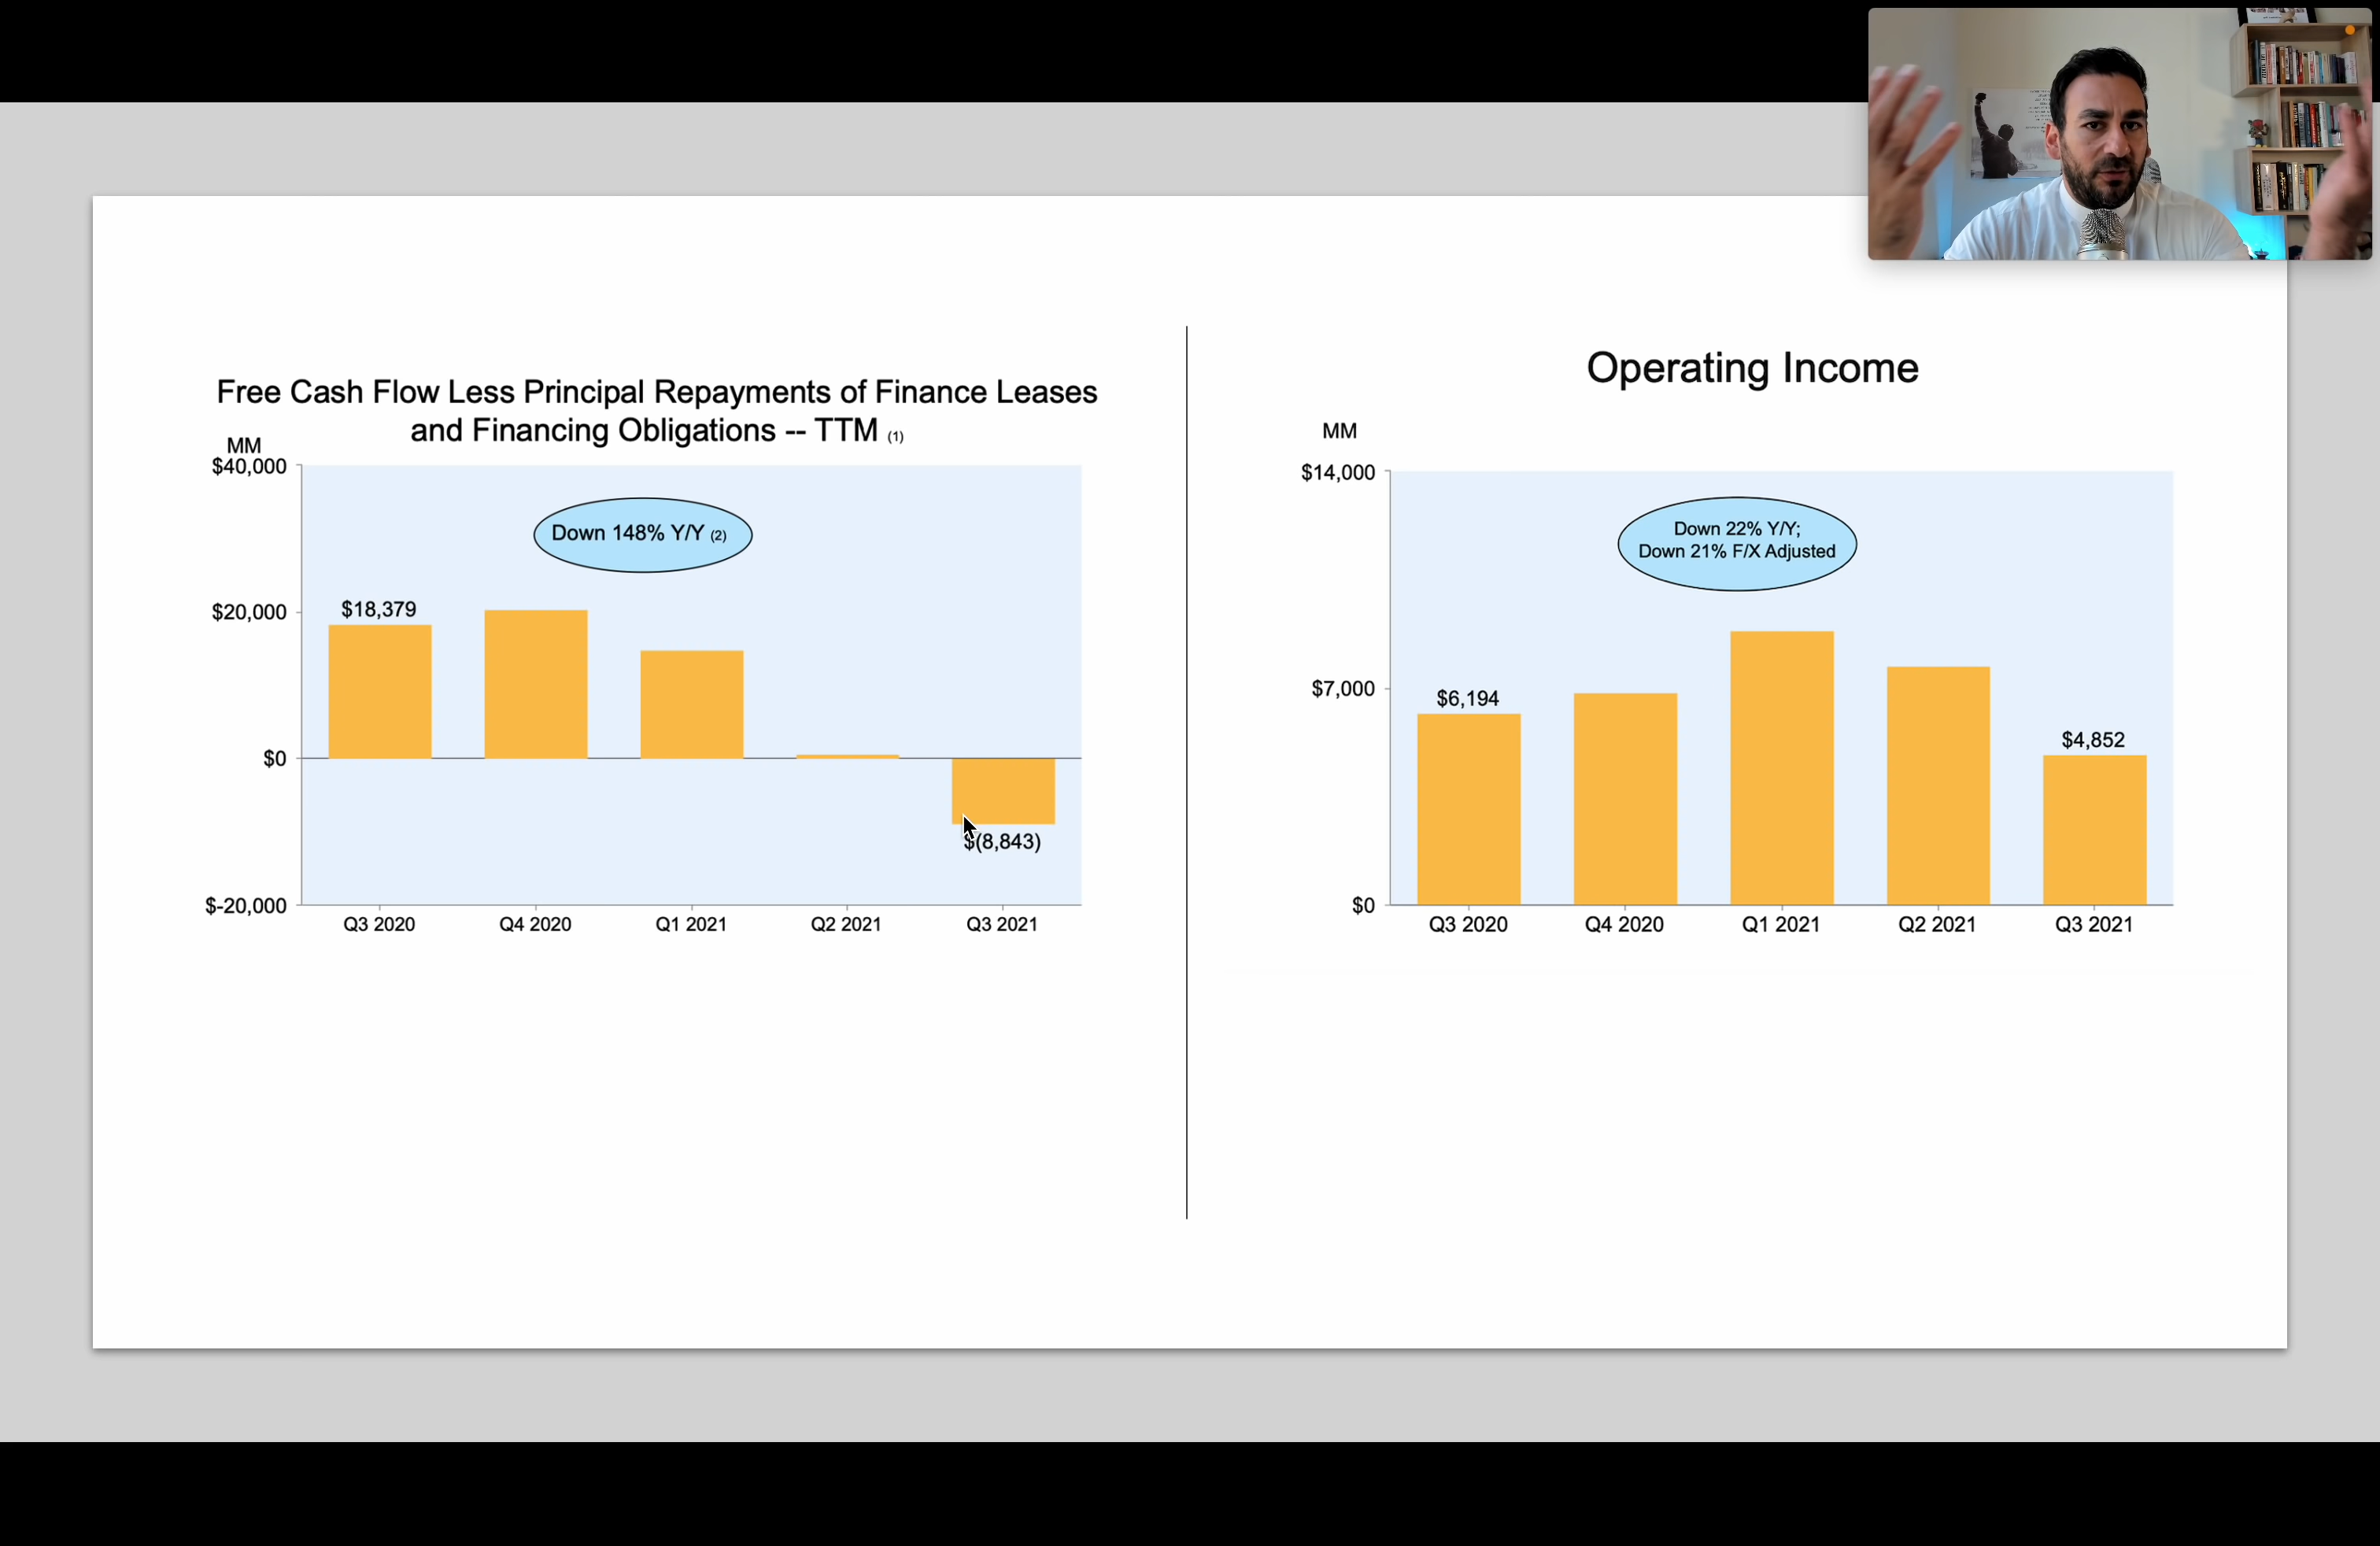 Free Cash Flow Less Principal Repayments of Finance Leases
and Financing Obligations -- TTM (1)
MM
$40,000
$20,000
$0
$-20,000
Down 148% Y/Y (2)
$18,379
$(8,843)
Q3 2020
Q4 2020
Q1 2021
Q2 2021
Q3 2021
Operating Income
MM
$14,000
$7,000
$0
Down 22% Y/Y;
Down 21% F/X Adjusted
$6,194
$4,852
Q3 2020
Q4 2020
Q1 2021
Q2 2021
Q3 2021